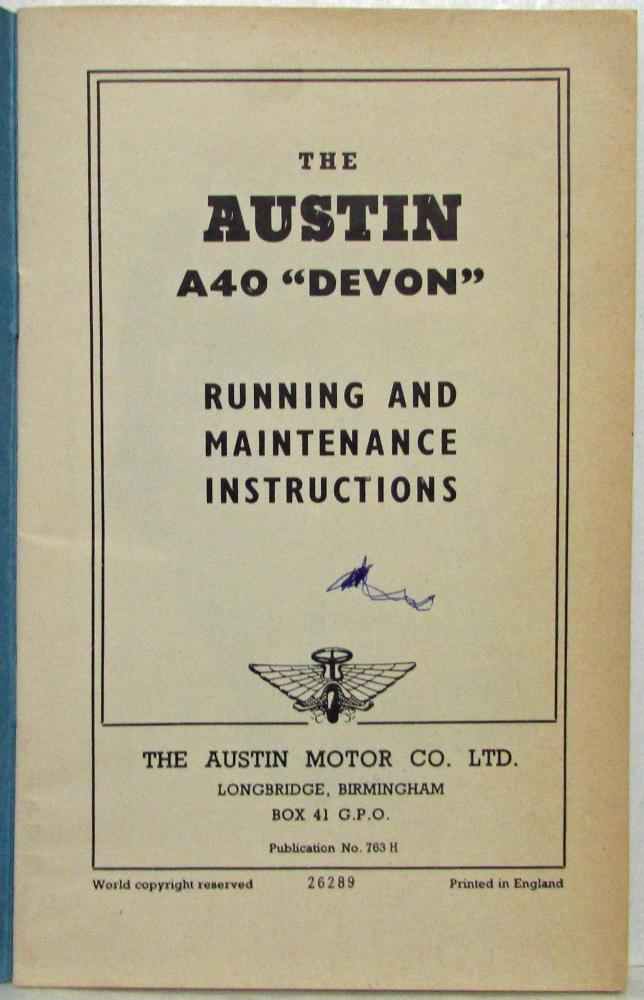 THE
AUSTIN
A40 “DEVON”
RUNNING AND
MAINTENANCE
INSTRUCTIONS
THE AUSTIN MOTOR CO. LTD.
LONGBRIDGE, BIRMINGHAM
BOX 41 G.P.O.
Publication No. 763 H
World copyright reserved 26289 Printed in England